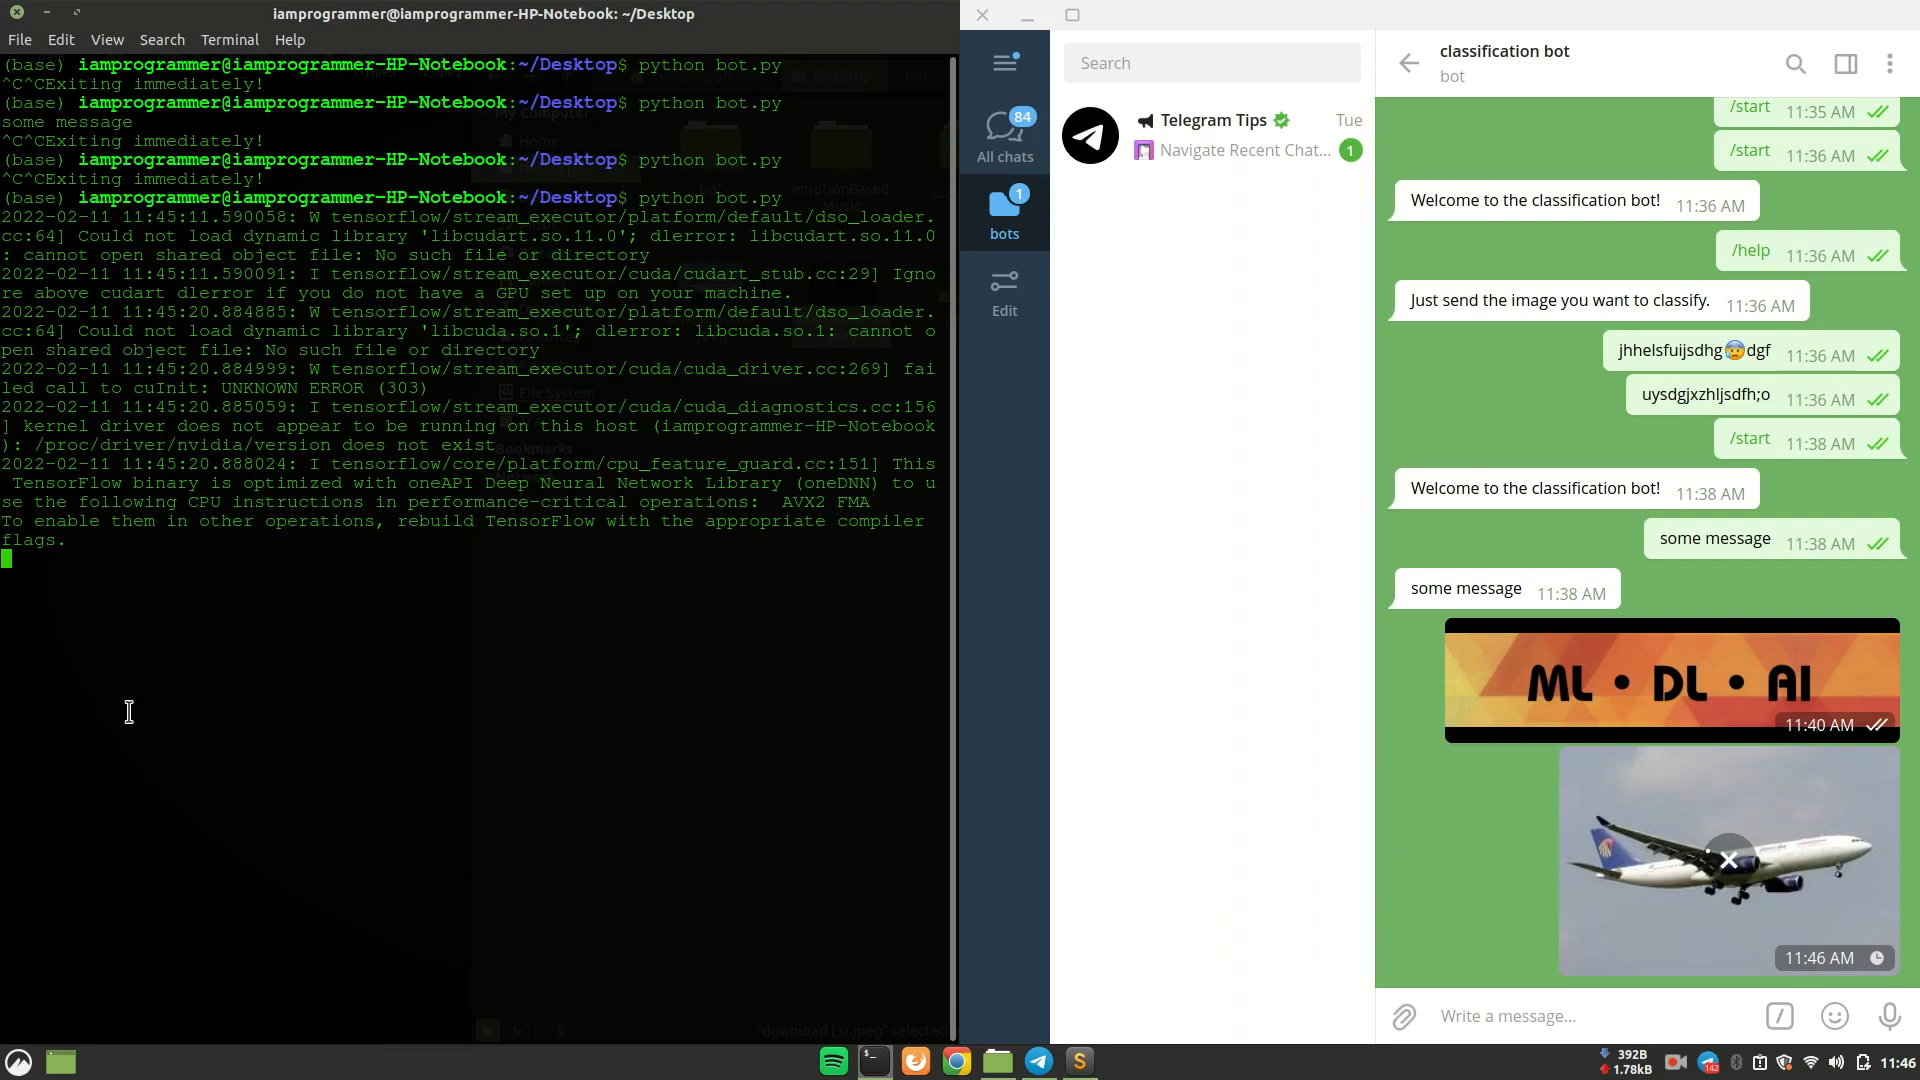 iamprogrammer@iamprogrammer-HP-Notebook: ~/Desktop
File Edit View Search Terminal Help
(base) iamprogrammer@iamprogrammer-HP-Notebook:~/Desktop$ python bot.py
^C^CExiting immediately!
(base) iamprogrammer@iamprogrammer-HP-Notebook:~/Desktop$ python bot.py
some message
^C^CExiting immediately!
(base) iamprogrammer@iamprogrammer-HP-Notebook:~/Desktop$ python bot.py
^C^CExiting immediately!
(base) iamprogrammer@iamprogrammer-HP-Notebook:~/Desktop$ python bot.py
2022-02-11 11:45:11.590058: W tensorflow/stream_executor/platform/default/dso_loader.
cc:64] Could not load dynamic library 'libcudart.so.11.0'; dlerror: libcudart.so.11.0
: cannot open shared object file: No such file or directory
2022-02-11 11:45:11.590091: I tensorflow/stream_executor/cuda/cudart_stub.cc:29] Igno
re above cudart dlerror if you do not have a GPU set up on your machine.
2022-02-11 11:45:20.884885: W tensorflow/stream_executor/platform/default/dso_loader.
cc:64] Could not load dynamic library 'libcuda.so.1'; dlerror: libcuda.so.1: cannot o
pen shared object file: No such file or directory
2022-02-11 11:45:20.884999: W tensorflow/stream_executor/cuda/cuda_driver.cc:269] fai
led call to cuInit: UNKNOWN ERROR (303)
2022-02-11 11:45:20.885059: I tensorflow/stream_executor/cuda/cuda_diagnostics.cc:156
] kernel driver does not appear to be running on this host (iamprogrammer-HP-Notebook
): /proc/driver/nvidia/version does not exist
2022-02-11 11:45:20.888024: I tensorflow/core/platform/cpu_feature_guard.cc:151] This
TensorFlow binary is optimized with oneAPI Deep Neural Network Library (oneDNN) to u
se the following CPU instructions in performance-critical operations:  AVX2 FMA
To enable them in other operations, rebuild TensorFlow with the appropriate compiler
flags.
My Computer
Home
Desktop
emotionBased
File System
Bookmarks
"download (3).jpeg" selected
84
All chats
1
bots
Edit
Search
Telegram Tips Tue
Navigate Recent Chat... 1
classification bot
bot
/start 11:35 AM
/start 11:36 AM
Welcome to the classification bot! 11:36 AM
/help 11:36 AM
Just send the image you want to classify. 11:36 AM
jhhelsfuijsdhg😰dgf 11:36 AM
uysdgjxzhljsdfh;o 11:36 AM
/start 11:38 AM
Welcome to the classification bot! 11:38 AM
some message 11:38 AM
some message 11:38 AM
ML • DL • AI
11:40 AM
11:46 AM
Write a message...
392B
1.78kB
142
11:46